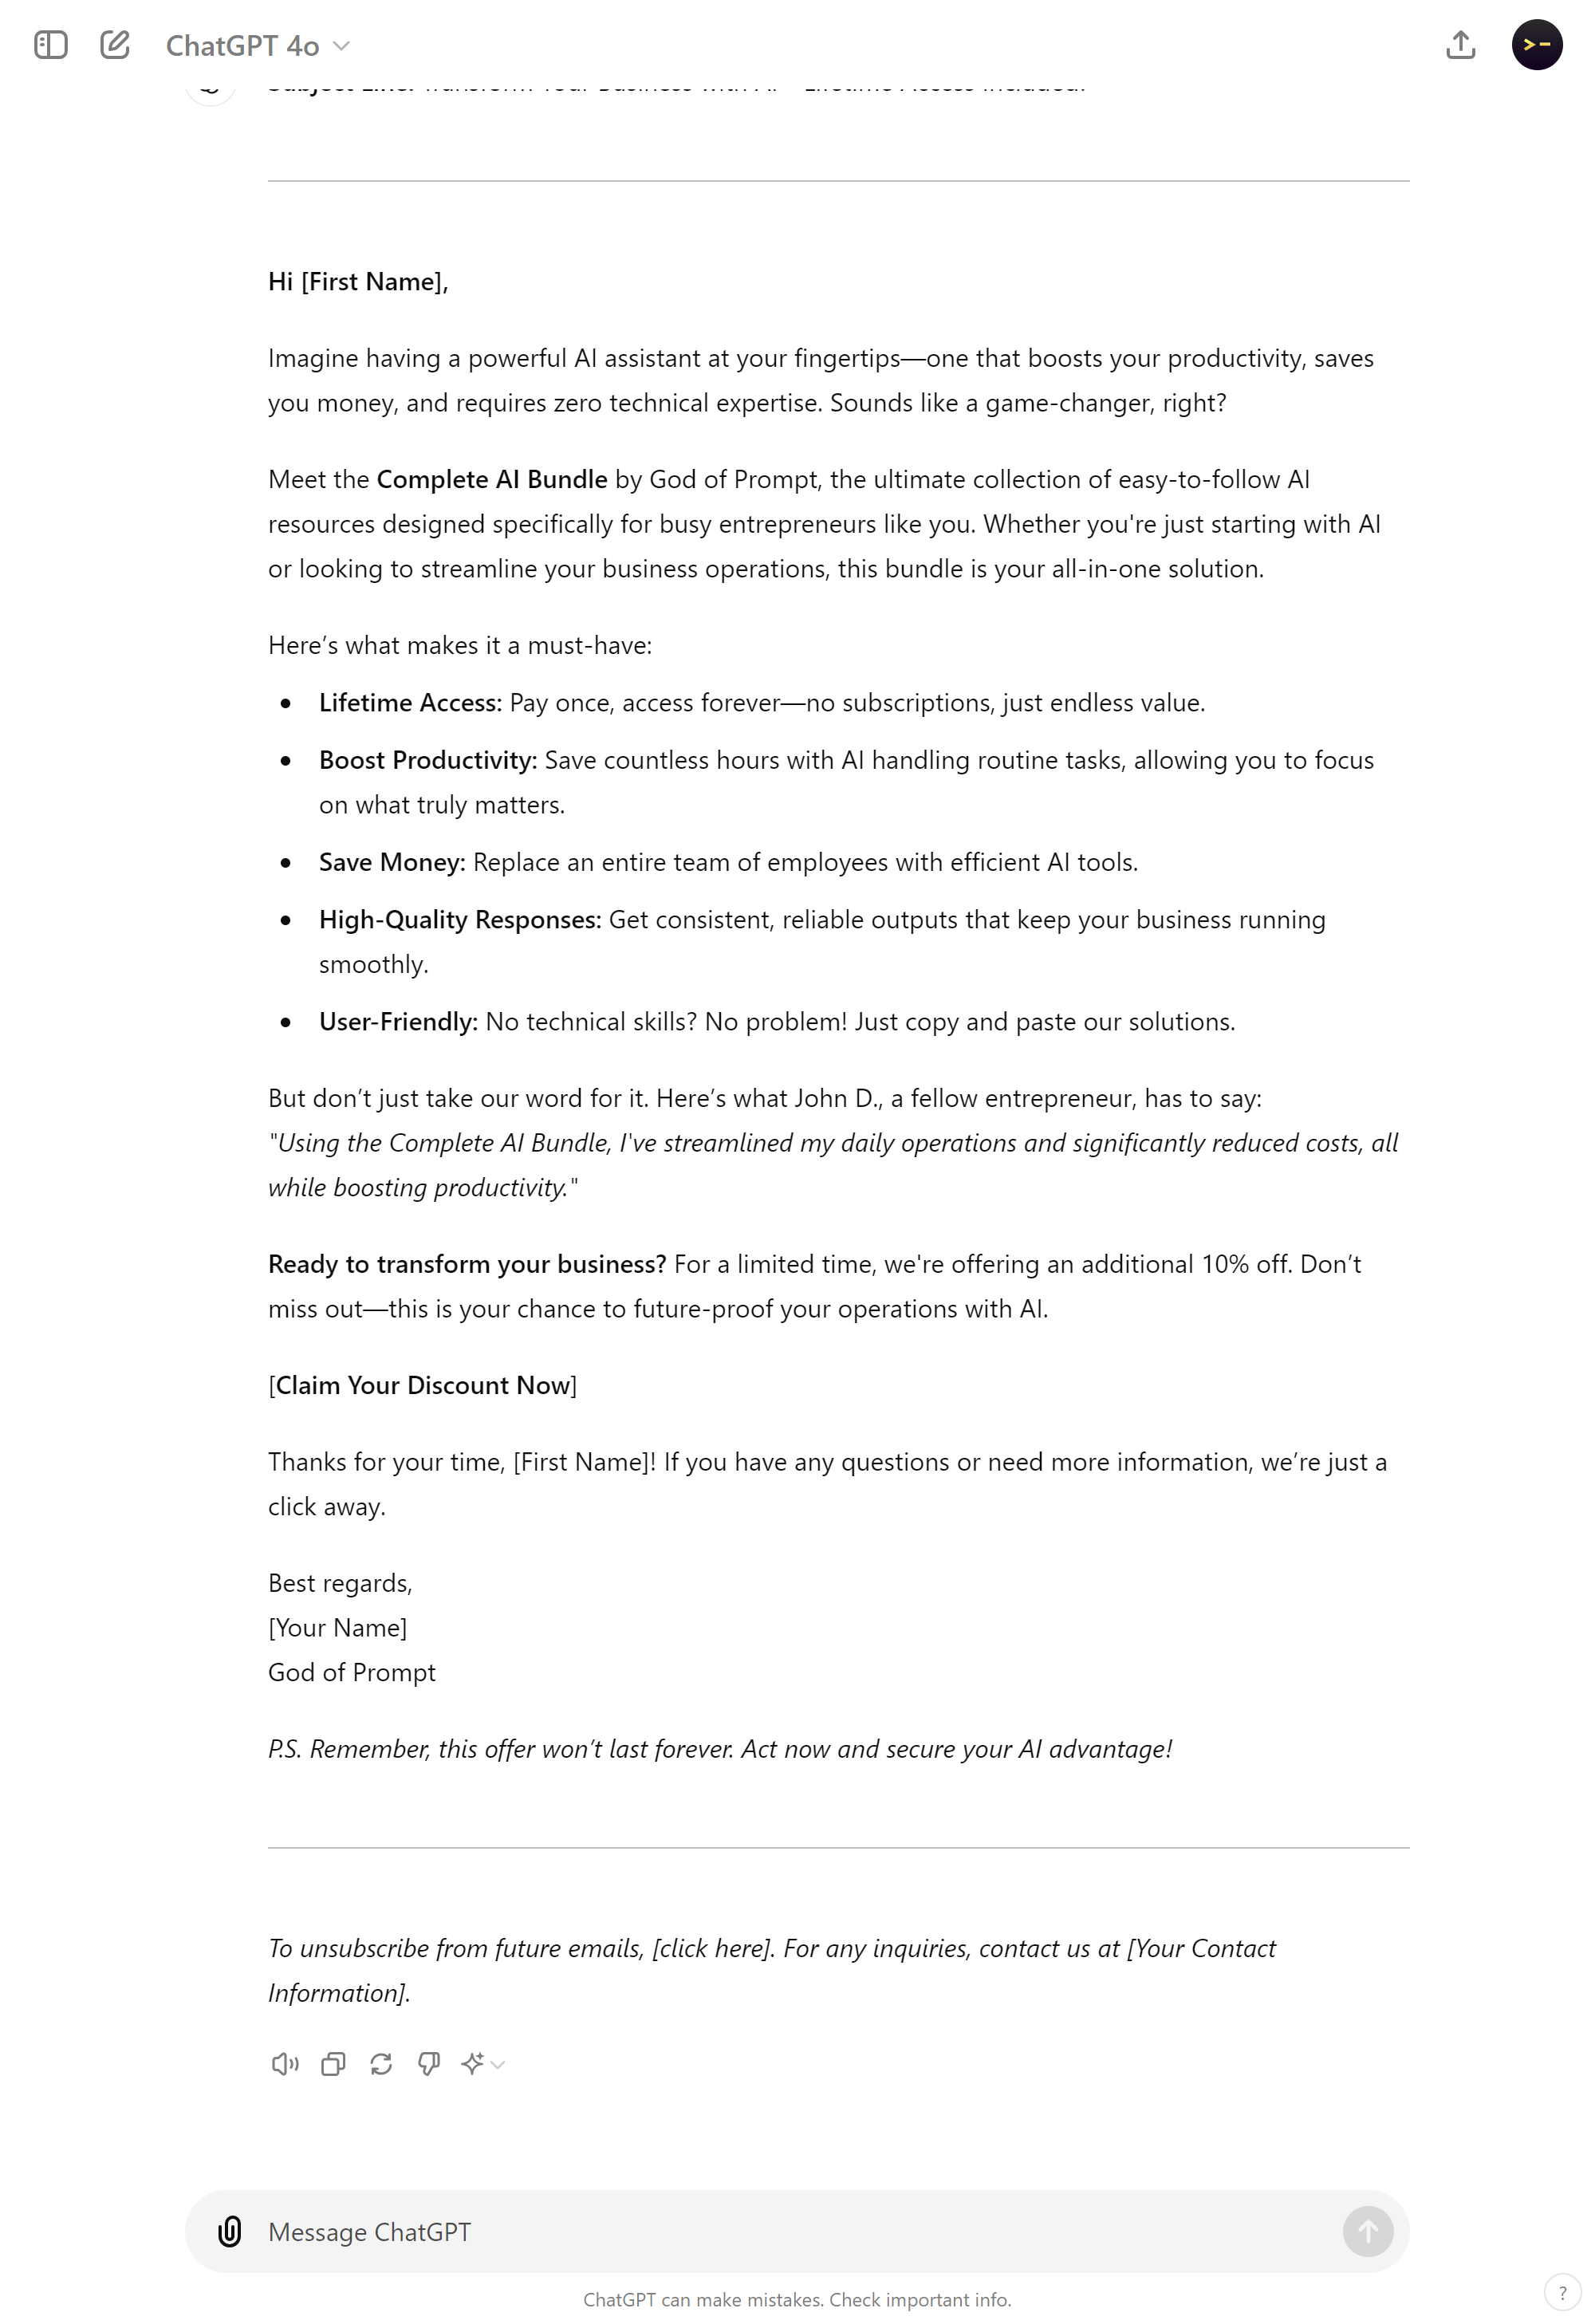 ChatGPT 4o
Subject Line: Transform Your Business with AI – Lifetime Access Included!
Hi [First Name],
Imagine having a powerful AI assistant at your fingertips—one that boosts your productivity, saves
you money, and requires zero technical expertise. Sounds like a game-changer, right?
Meet the Complete AI Bundle by God of Prompt, the ultimate collection of easy-to-follow AI
resources designed specifically for busy entrepreneurs like you. Whether you're just starting with AI
or looking to streamline your business operations, this bundle is your all-in-one solution.
Here’s what makes it a must-have:
• Lifetime Access: Pay once, access forever—no subscriptions, just endless value.
• Boost Productivity: Save countless hours with AI handling routine tasks, allowing you to focus
on what truly matters.
• Save Money: Replace an entire team of employees with efficient AI tools.
• High-Quality Responses: Get consistent, reliable outputs that keep your business running
smoothly.
• User-Friendly: No technical skills? No problem! Just copy and paste our solutions.
But don’t just take our word for it. Here’s what John D., a fellow entrepreneur, has to say:
"Using the Complete AI Bundle, I've streamlined my daily operations and significantly reduced costs, all
while boosting productivity."
Ready to transform your business? For a limited time, we're offering an additional 10% off. Don’t
miss out—this is your chance to future-proof your operations with AI.
[Claim Your Discount Now]
Thanks for your time, [First Name]! If you have any questions or need more information, we’re just a
click away.
Best regards,
[Your Name]
God of Prompt
P.S. Remember, this offer won’t last forever. Act now and secure your AI advantage!
To unsubscribe from future emails, [click here]. For any inquiries, contact us at [Your Contact
Information].
Message ChatGPT
ChatGPT can make mistakes. Check important info.
?